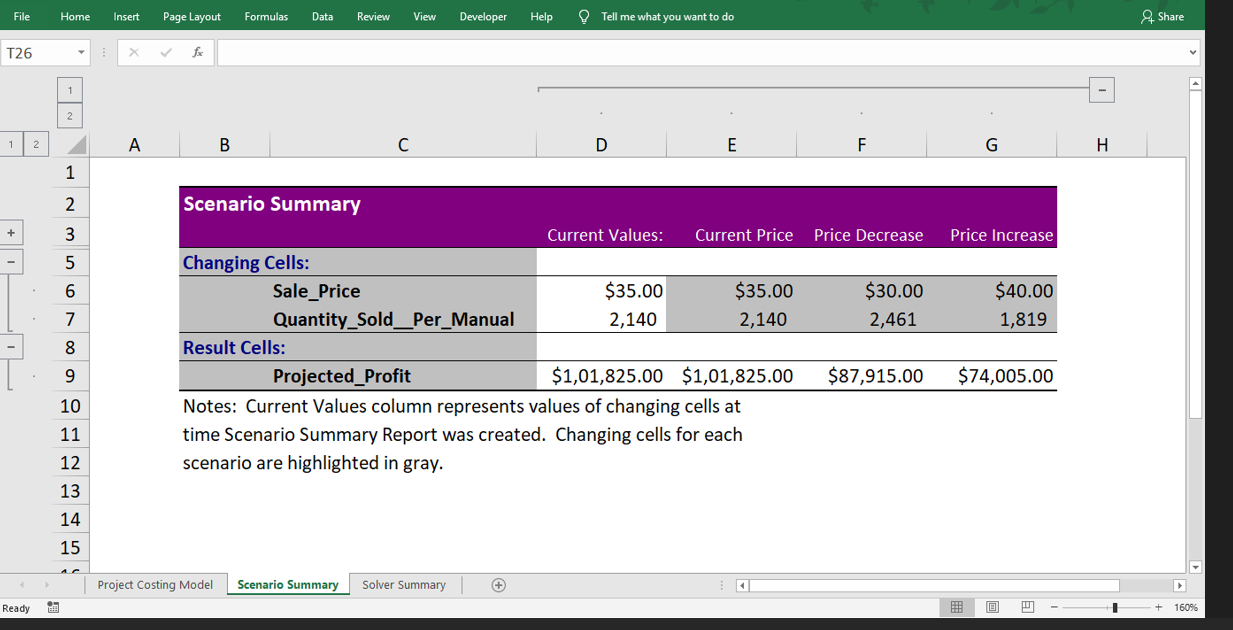 File Home Insert Page Layout Formulas Data Review View Developer Help Tell me what you want to do Share
T26 fx
1
2
1 2 A B C D E F G H
1
2 Scenario Summary
3 Current Values: Current Price Price Decrease Price Increase
5 Changing Cells:
6 Sale_Price $35.00 $35.00 $30.00 $40.00
7 Quantity_Sold__Per_Manual 2,140 2,140 2,461 1,819
8 Result Cells:
9 Projected_Profit $1,01,825.00 $1,01,825.00 $87,915.00 $74,005.00
10 Notes: Current Values column represents values of changing cells at
11 time Scenario Summary Report was created. Changing cells for each
12 scenario are highlighted in gray.
13
14
15
16
Project Costing Model Scenario Summary Solver Summary
Ready 160%